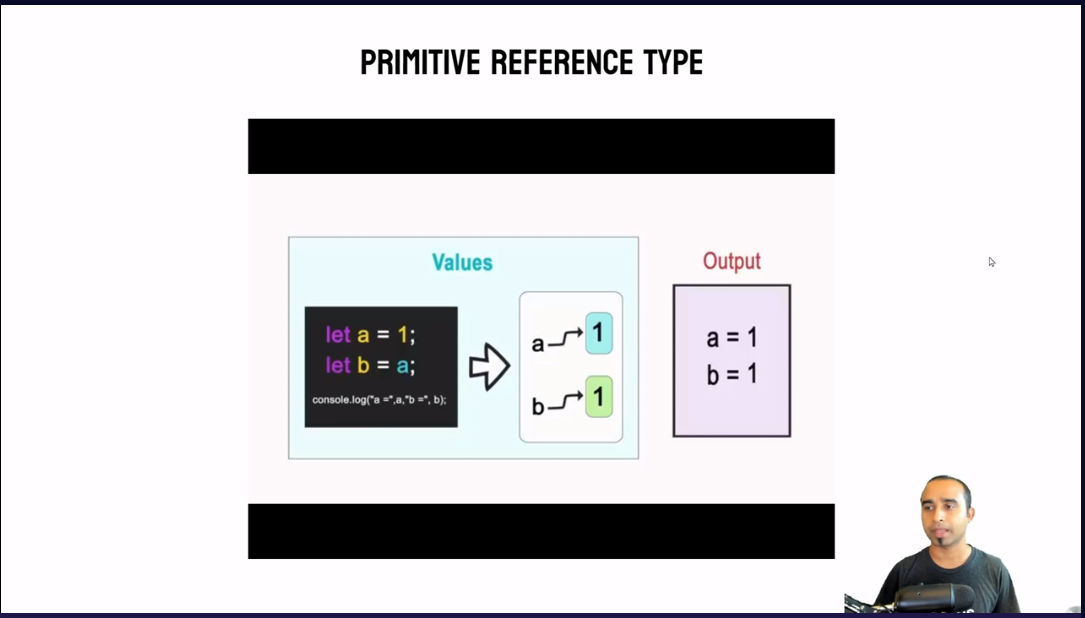 PRIMITIVE REFERENCE TYPE
Values
let a = 1;
let b = a;
console.log("a =",a,"b =", b);
a 1
b 1
Output
a = 1
b = 1